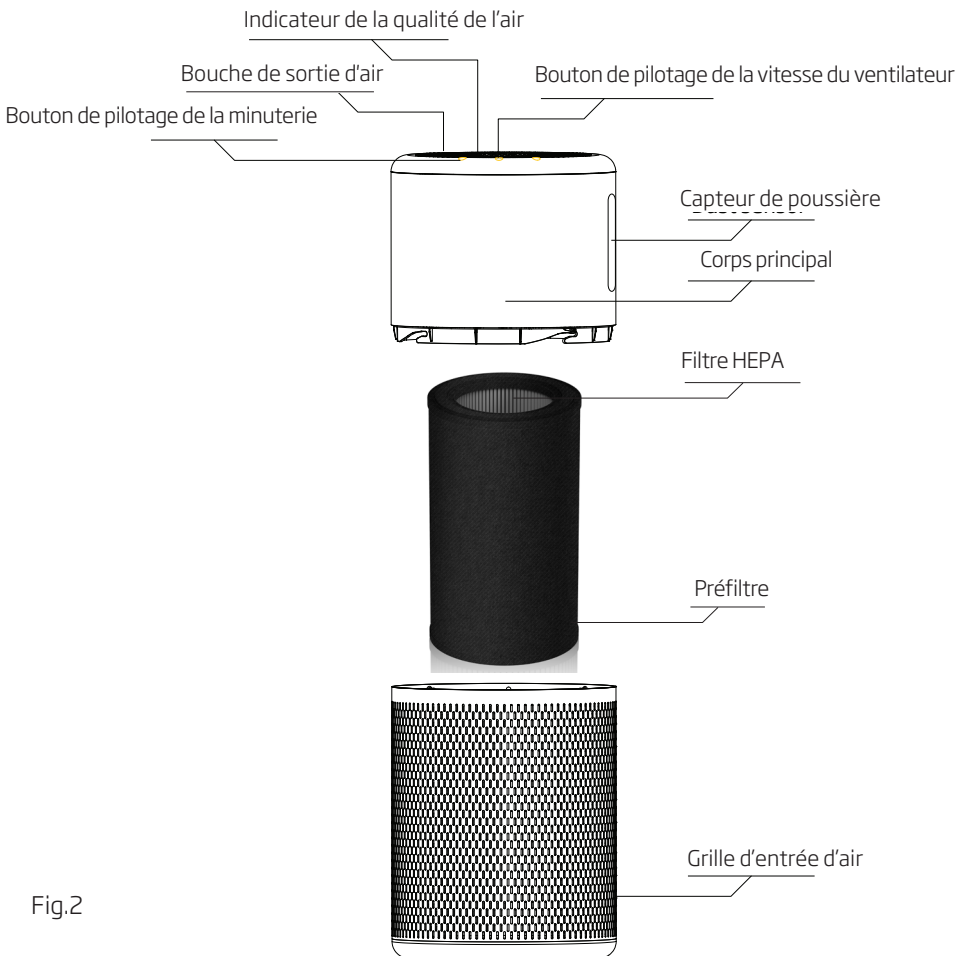 Indicateur de la qualité de l'air
Bouche de sortie d'air
Bouton de pilotage de la vitesse du ventilateur
Bouton de pilotage de la minuterie
Capteur de poussière
Corps principal
Filtre HEPA
Préfiltre
Grille d'entrée d'air
Fig.2